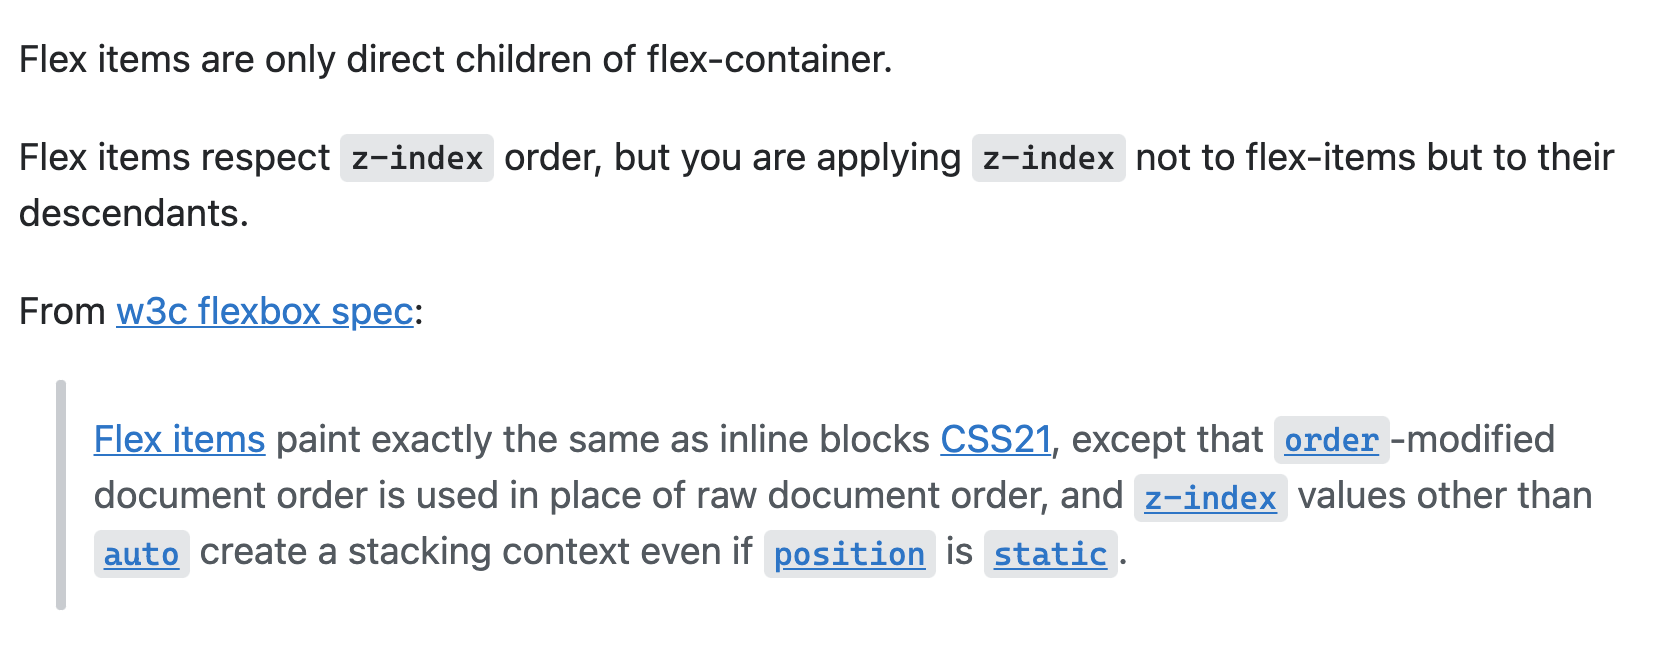 Flex items are only direct children of flex-container.
Flex items respect z-index order, but you are applying z-index not to flex-items but to their
descendants.
From w3c flexbox spec:
Flex items paint exactly the same as inline blocks CSS21, except that order-modified
document order is used in place of raw document order, and z-index values other than
auto create a stacking context even if position is static.